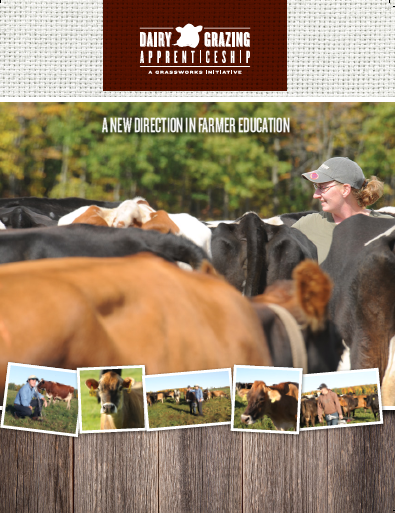 DAIRY GRAZING
APPRENTICESHIP
A GRASSWORKS INITIATIVE
A NEW DIRECTION IN FARMER EDUCATION